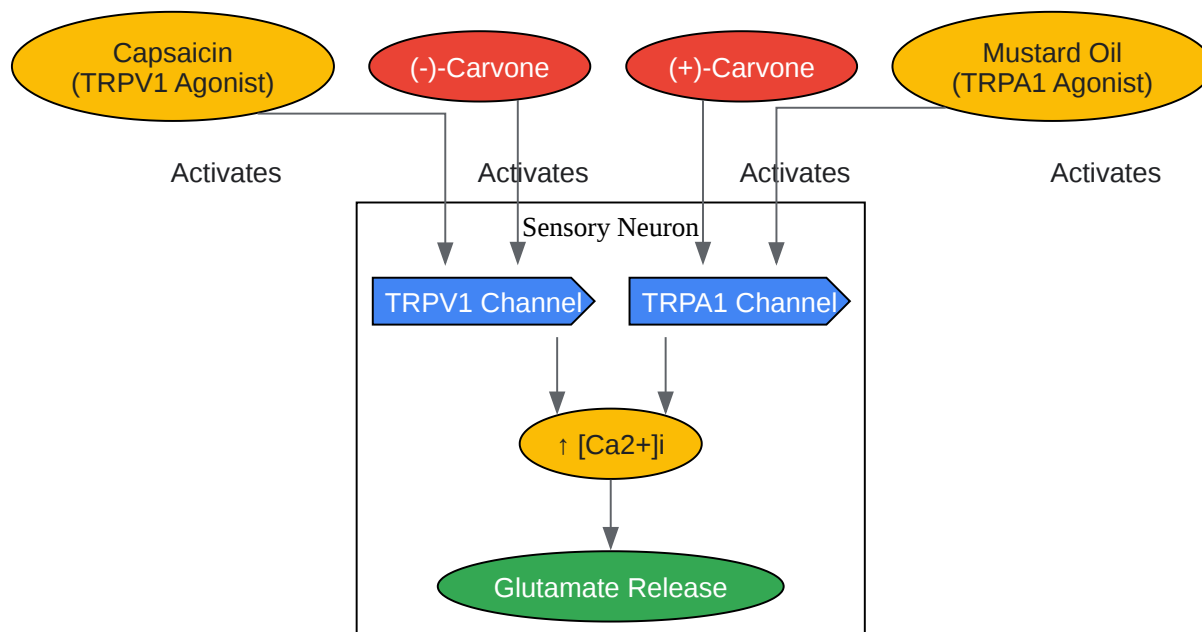 Capsaicin
(TRPV1 Agonist)
(-)-Carvone
(+)-Carvone
Mustard Oil
(TRPA1 Agonist)
Activates
Activates
Activates
Activates
Sensory Neuron
TRPV1 Channel
TRPA1 Channel
↑ [Ca2+]i
Glutamate Release